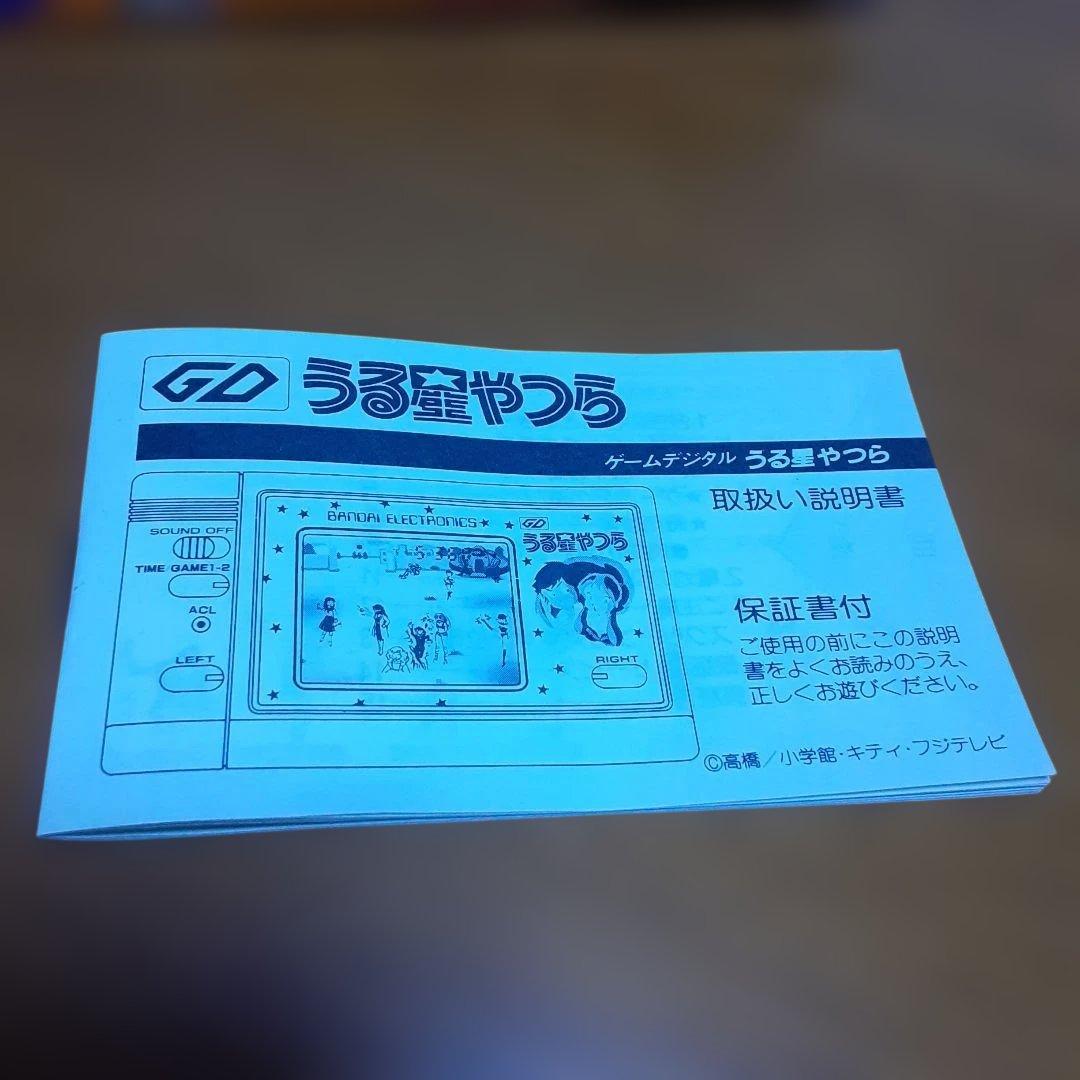 GD うる星やつら
ゲームデジタル うる星やつら
取扱い説明書
SOUND OFF
TIME GAME1-2
ACL
LEFT
BANDAI ELECTRONICS
GD
うる星やつら
RIGHT
保証書付
ご使用の前にこの説明
書をよくお読みのうえ、
正しくお遊びください。
©高橋/小学館・キティ・フジテレビ